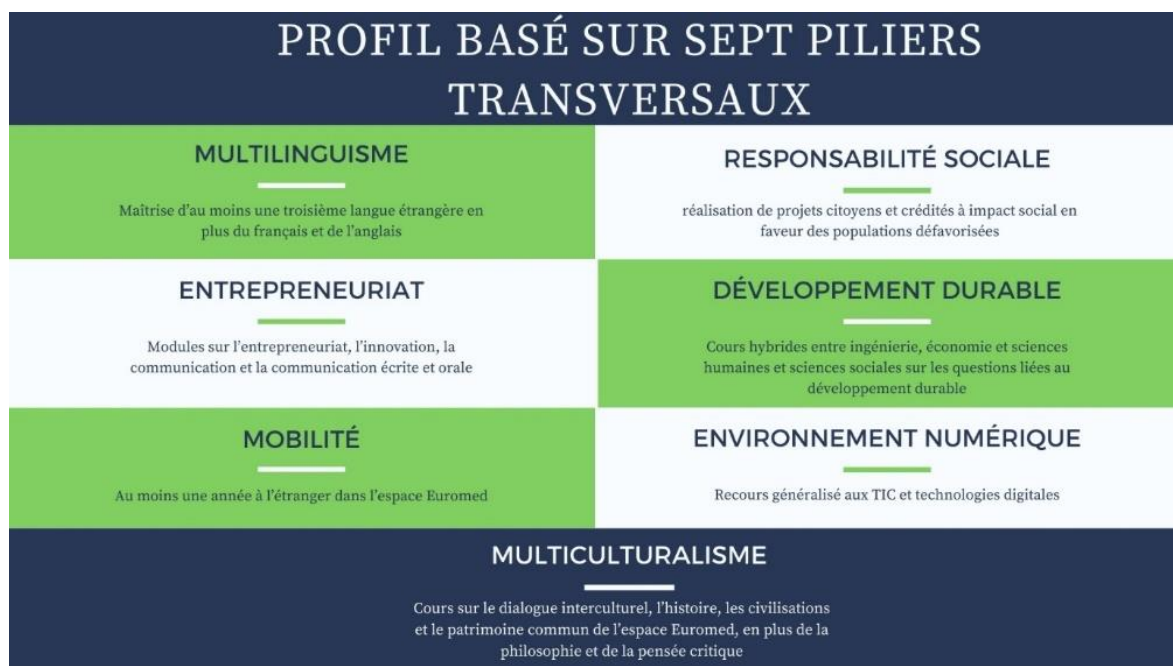 PROFIL BASÉ SUR SEPT PILIERS
TRANSVERSAUX
MULTILINGUISME
Maîtrise d'au moins une troisième langue étrangère en
plus du français et de l'anglais
RESPONSABILITÉ SOCIALE
réalisation de projets citoyens et crédités à impact social en
faveur des populations défavorisées
ENTREPRENEURIAT
Modules sur l'entrepreneuriat, l'innovation, la
communication et la communication écrite et orale
DÉVELOPPEMENT DURABLE
Cours hybrides entre ingénierie, économie et sciences
humaines et sciences sociales sur les questions liées au
développement durable
MOBILITÉ
Au moins une année à l'étranger dans l'espace Euromed
ENVIRONNEMENT NUMÉRIQUE
Recours généralisé aux TIC et technologies digitales
MULTICULTURALISME
Cours sur le dialogue interculturel, l'histoire, les civilisations
et le patrimoine commun de l'espace Euromed, en plus de la
philosophie et de la pensée critique